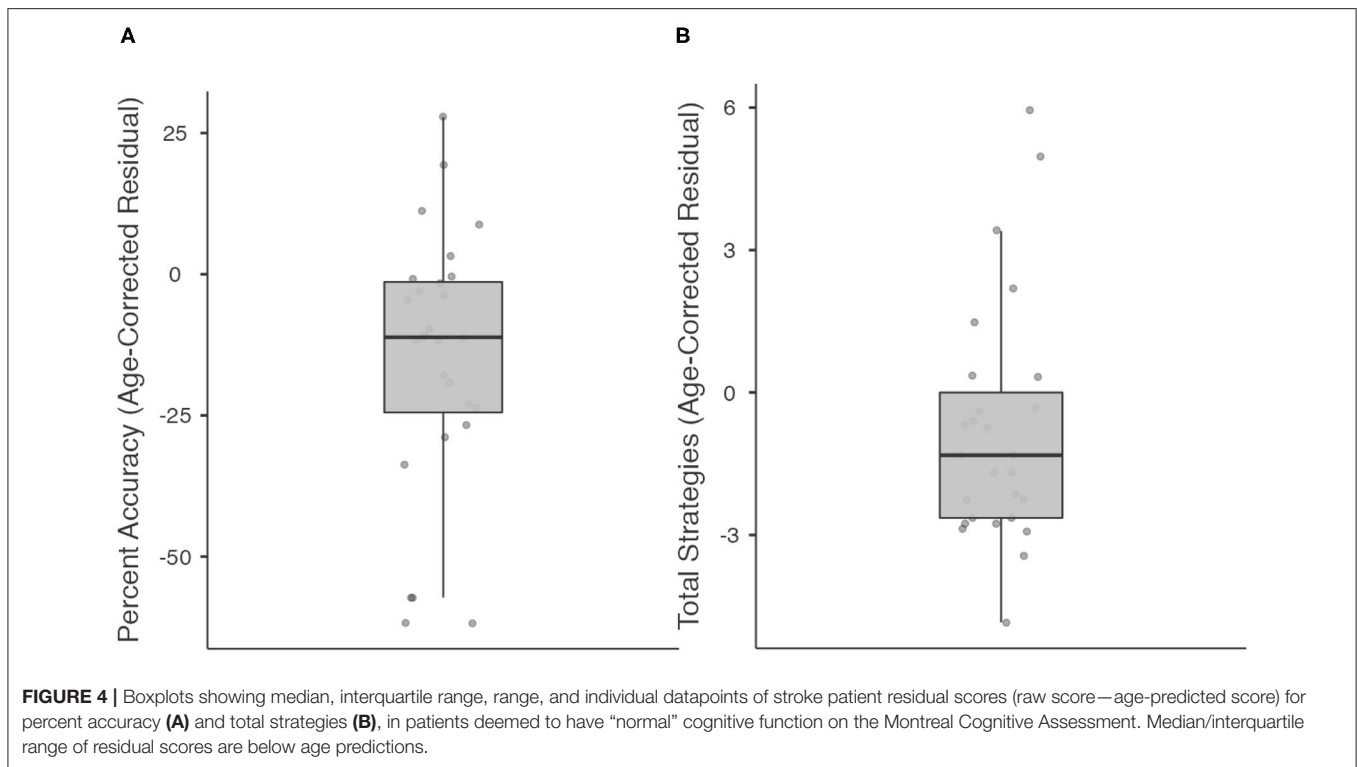 A
B
Percent Accuracy (Age-Corrected Residual)
25
0
-25
-50
Total Strategies (Age-Corrected Residual)
6
3
0
-3
FIGURE 4 | Boxplots showing median, interquartile range, range, and individual datapoints of stroke patient residual scores (raw score—age-predicted score) for
percent accuracy (A) and total strategies (B), in patients deemed to have “normal” cognitive function on the Montreal Cognitive Assessment. Median/interquartile
range of residual scores are below age predictions.